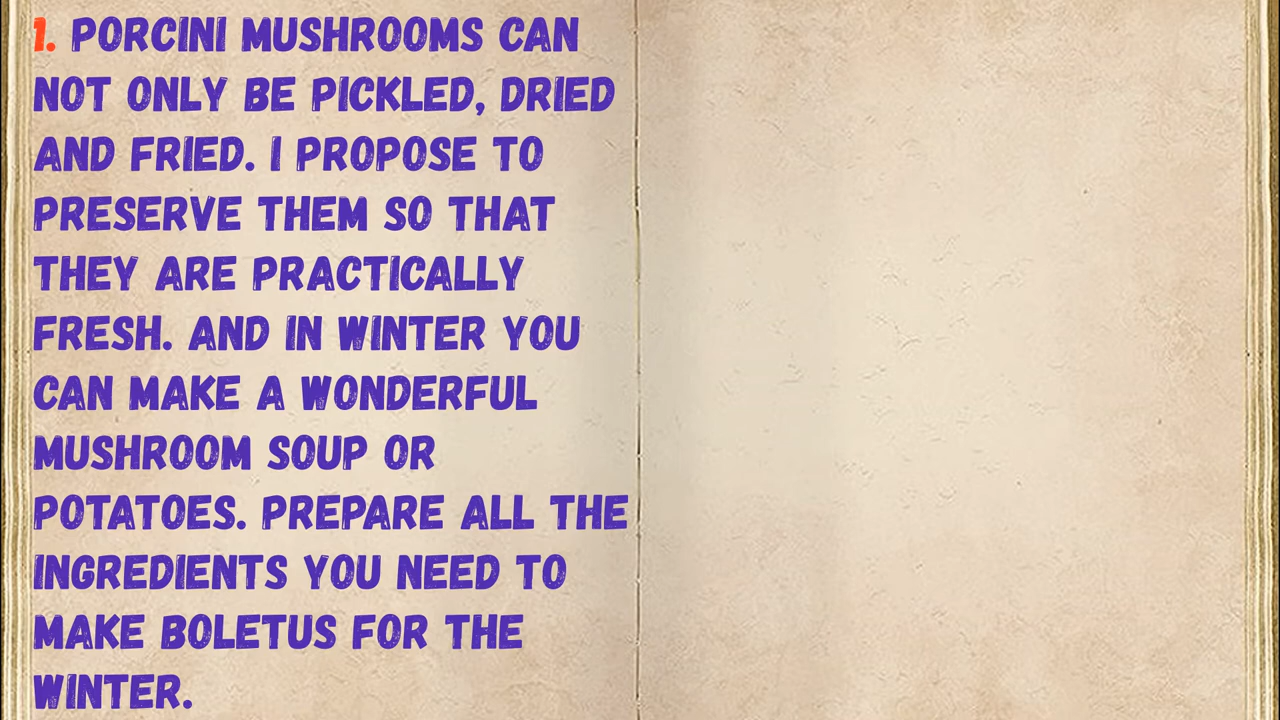 1. PORCINI MUSHROOMS CAN
NOT ONLY BE PICKLED, DRIED
AND FRIED. I PROPOSE TO
PRESERVE THEM SO THAT
THEY ARE PRACTICALLY
FRESH. AND IN WINTER YOU
CAN MAKE A WONDERFUL
MUSHROOM SOUP OR
POTATOES. PREPARE ALL THE
INGREDIENTS YOU NEED TO
MAKE BOLETUS FOR THE
WINTER.